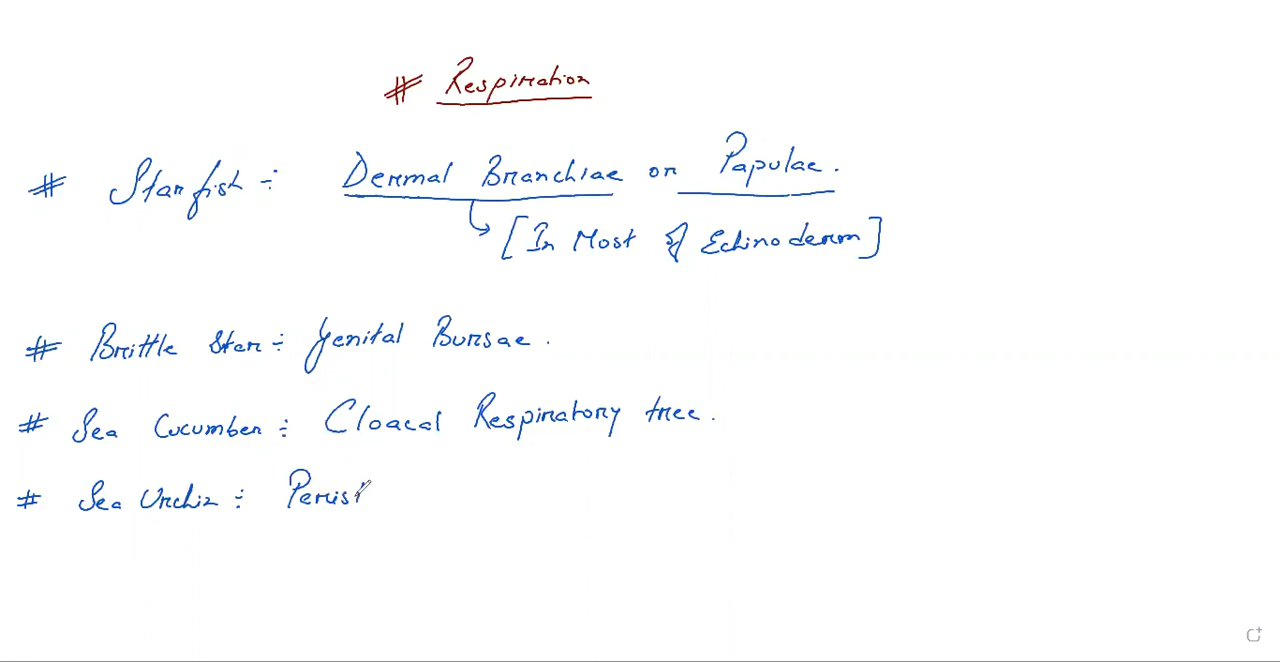 # Respiration
# Starfish ÷ Dermal Branchiae or Papulae.
[In Most of Echinoderm]
# Brittle Star ÷ Genital Bursae.
# Sea Cucumber ÷ Cloacal Respiratory tree.
# Sea Urchin ÷ Perist